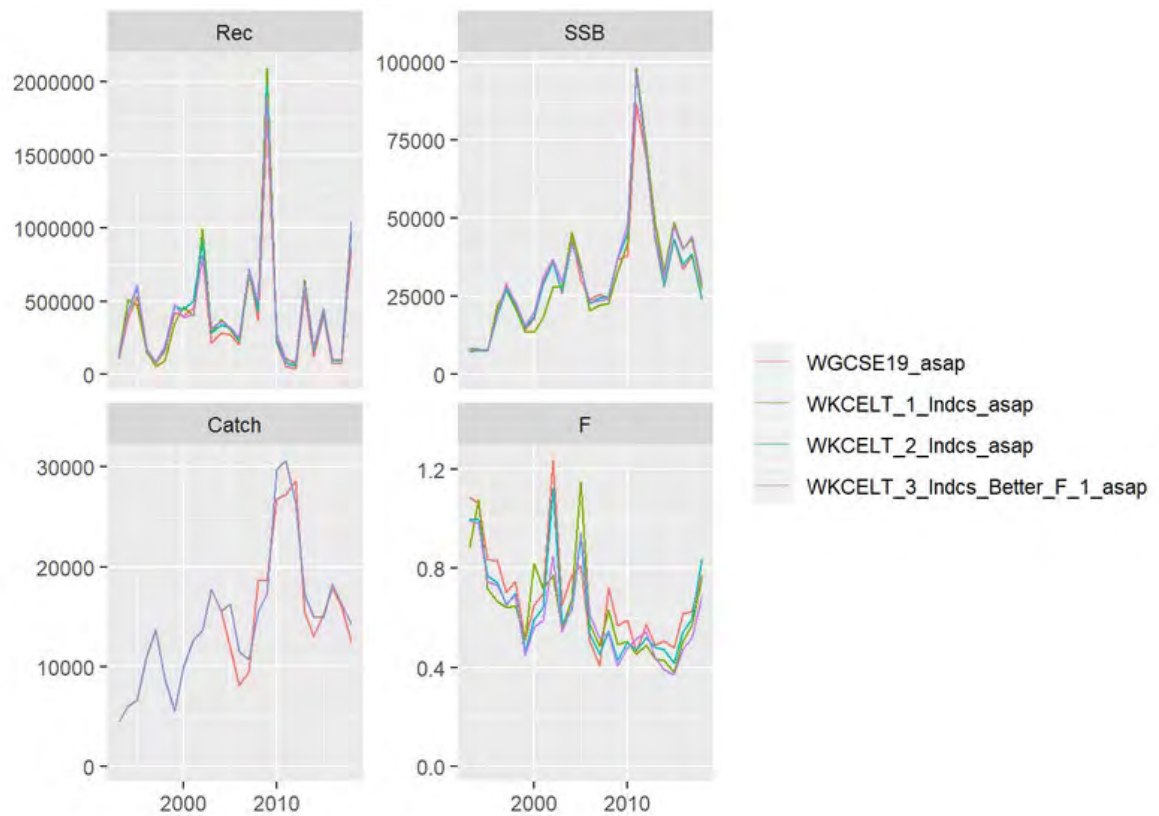 Rec
SSB
2000000
1500000
1000000
500000
0
100000
75000
50000
25000
0
Catch
F
30000
20000
10000
0
1.2
0.8
0.4
0.0
2000 2010
2000 2010
WGCSE19_asap
WKCELT_1_Indcs_asap
WKCELT_2_Indcs_asap
WKCELT_3_Indcs_Better_F_1_asap